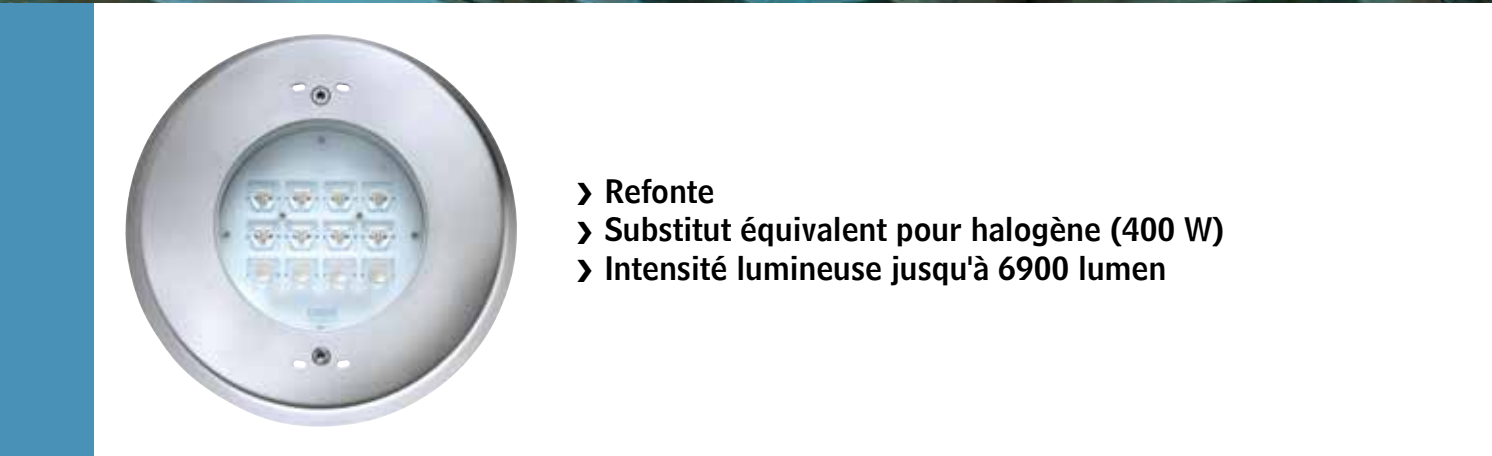 ❯ Refonte
❯ Substitut équivalent pour halogène (400 W)
❯ Intensité lumineuse jusqu'à 6900 lumen